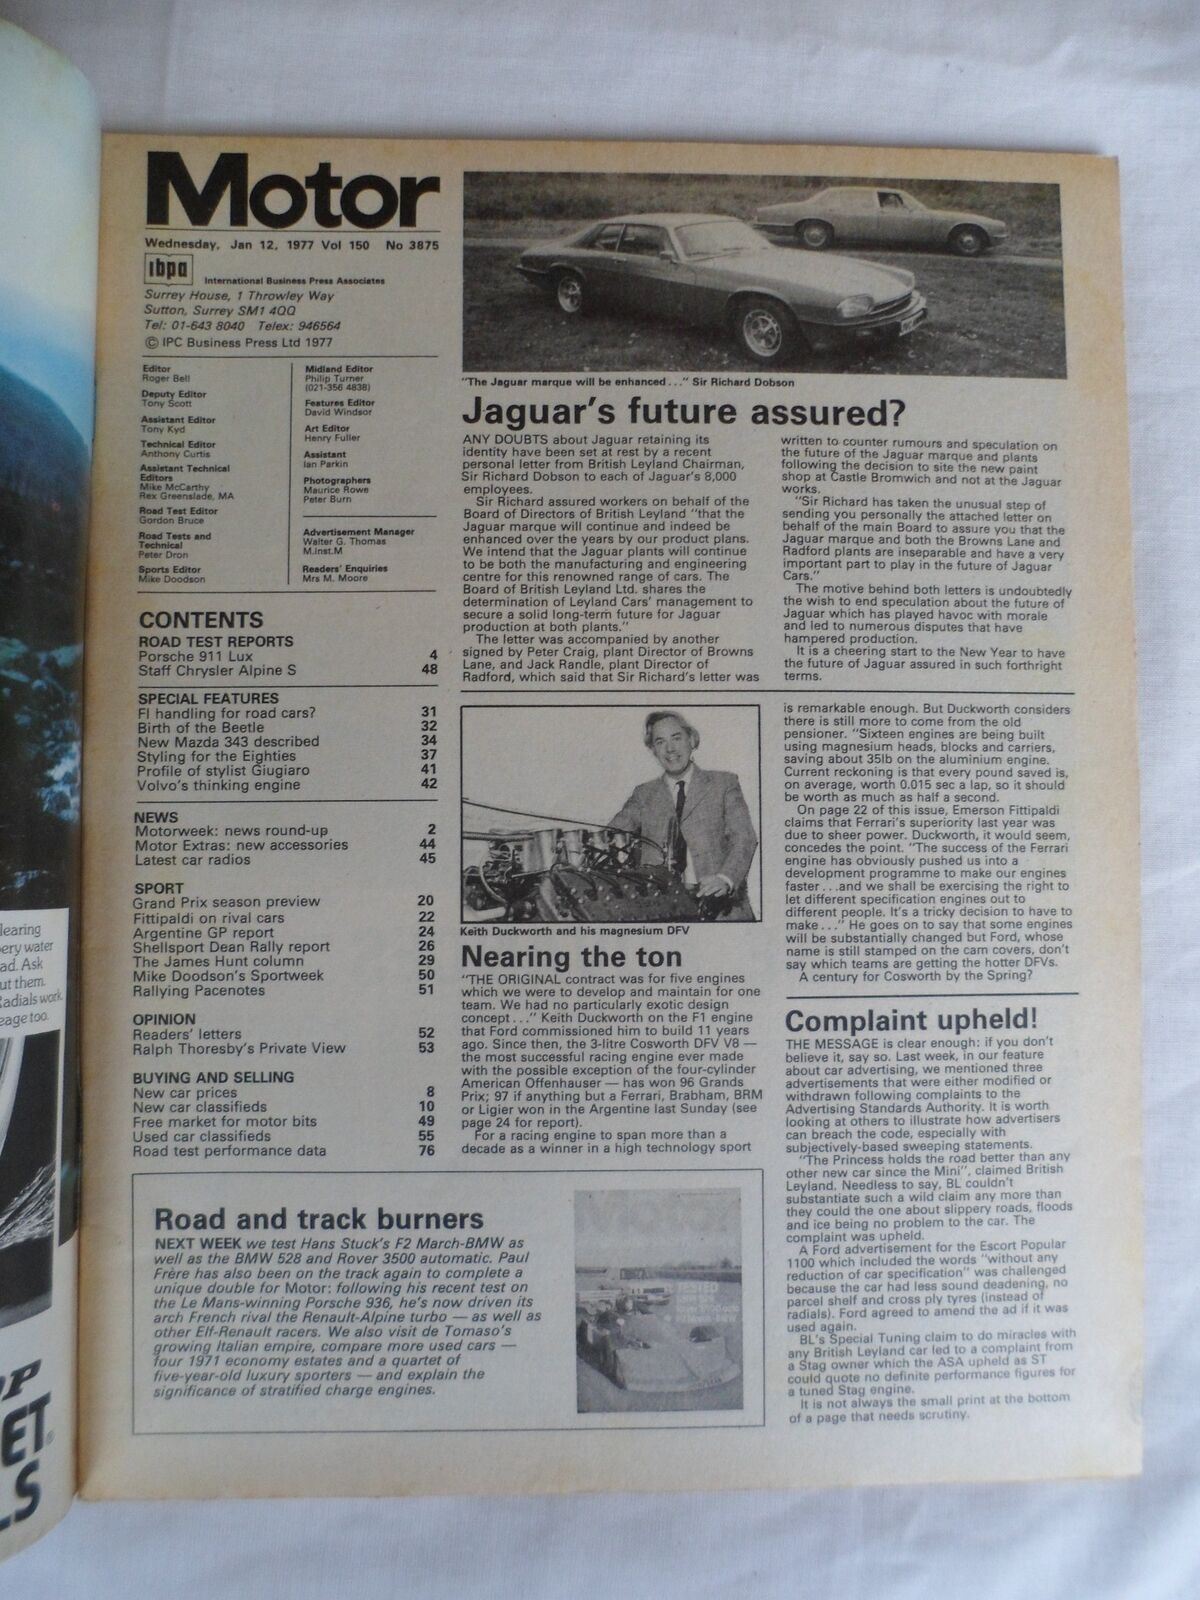 learing
ery water
ad. Ask
ut them.
Radials work
eage too.
OP
ET
LS
Motor
Wednesday, Jan 12, 1977 Vol 150 No 3875
ibpa International Business Press Associates
Surrey House, 1 Throwley Way
Sutton, Surrey SM1 4QQ
Tel: 01-643 8040 Telex: 946564
© IPC Business Press Ltd 1977
Editor
Roger Bell
Deputy Editor
Tony Scott
Assistant Editor
Tony Kyd
Technical Editor
Anthony Curtis
Assistant Technical
Editors
Mike McCarthy
Rex Greenslade, MA
Road Test Editor
Gordon Bruce
Road Tests and
Technical
Peter Dron
Sports Editor
Mike Doodson
Midland Editor
Philip Turner
(021-356 4838)
Features Editor
David Windsor
Art Editor
Henry Fuller
Assistant
Ian Parkin
Photographers
Maurice Rowe
Peter Burn
Advertisement Manager
Walter G. Thomas
M.Inst.M
Readers' Enquiries
Mrs M. Moore
CONTENTS
ROAD TEST REPORTS
Porsche 911 Lux 4
Staff Chrysler Alpine S 48
SPECIAL FEATURES
FI handling for road cars? 31
Birth of the Beetle 32
New Mazda 343 described 34
Styling for the Eighties 37
Profile of stylist Giugiaro 41
Volvo's thinking engine 42
NEWS
Motorweek: news round-up 2
Motor Extras: new accessories 44
Latest car radios 45
SPORT
Grand Prix season preview 20
Fittipaldi on rival cars 22
Argentine GP report 24
Shellsport Dean Rally report 26
The James Hunt column 29
Mike Doodson's Sportweek 50
Rallying Pacenotes 51
OPINION
Readers' letters 52
Ralph Thoresby's Private View 53
BUYING AND SELLING
New car prices 8
New car classifieds 10
Free market for motor bits 49
Used car classifieds 55
Road test performance data 76
"The Jaguar marque will be enhanced . . ." Sir Richard Dobson
Jaguar's future assured?
ANY DOUBTS about Jaguar retaining its
identity have been set at rest by a recent
personal letter from British Leyland Chairman,
Sir Richard Dobson to each of Jaguar's 8,000
employees.
Sir Richard assured workers on behalf of the
Board of Directors of British Leyland "that the
Jaguar marque will continue and indeed be
enhanced over the years by our product plans.
We intend that the Jaguar plants will continue
to be both the manufacturing and engineering
centre for this renowned range of cars. The
Board of British Leyland Ltd. shares the
determination of Leyland Cars' management to
secure a solid long-term future for Jaguar
production at both plants."
The letter was accompanied by another
signed by Peter Craig, plant Director of Browns
Lane, and Jack Randle, plant Director of
Radford, which said that Sir Richard's letter was
written to counter rumours and speculation on
the future of the Jaguar marque and plants
following the decision to site the new paint
shop at Castle Bromwich and not at the Jaguar
works.
"Sir Richard has taken the unusual step of
sending you personally the attached letter on
behalf of the main Board to assure you that the
Jaguar marque and both the Browns Lane and
Radford plants are inseparable and have a very
important part to play in the future of Jaguar
Cars."
The motive behind both letters is undoubtedly
the wish to end speculation about the future of
Jaguar which has played havoc with morale
and led to numerous disputes that have
hampered production.
It is a cheering start to the New Year to have
the future of Jaguar assured in such forthright
terms.
Keith Duckworth and his magnesium DFV
Nearing the ton
"THE ORIGINAL contract was for five engines
which we were to develop and maintain for one
team. We had no particularly exotic design
concept . . ." Keith Duckworth on the F1 engine
that Ford commissioned him to build 11 years
ago. Since then, the 3-litre Cosworth DFV V8 —
the most successful racing engine ever made
with the possible exception of the four-cylinder
American Offenhauser — has won 96 Grands
Prix; 97 if anything but a Ferrari, Brabham, BRM
or Ligier won in the Argentine last Sunday (see
page 24 for report).
For a racing engine to span more than a
decade as a winner in a high technology sport
is remarkable enough. But Duckworth considers
there is still more to come from the old
pensioner. "Sixteen engines are being built
using magnesium heads, blocks and carriers,
saving about 35lb on the aluminium engine.
Current reckoning is that every pound saved is,
on average, worth 0.015 sec a lap, so it should
be worth as much as half a second.
On page 22 of this issue, Emerson Fittipaldi
claims that Ferrari's superiority last year was
due to sheer power. Duckworth, it would seem,
concedes the point. "The success of the Ferrari
engine has obviously pushed us into a
development programme to make our engines
faster . . . and we shall be exercising the right to
let different specification engines out to
different people. It's a tricky decision to have to
make . . ." He goes on to say that some engines
will be substantially changed but Ford, whose
name is still stamped on the cam covers, don't
say which teams are getting the hotter DFVs.
A century for Cosworth by the Spring?
Complaint upheld!
THE MESSAGE is clear enough: if you don't
believe it, say so. Last week, in our feature
about car advertising, we mentioned three
advertisements that were either modified or
withdrawn following complaints to the
Advertising Standards Authority. It is worth
looking at others to illustrate how advertisers
can breach the code, especially with
subjectively-based sweeping statements.
"The Princess holds the road better than any
other new car since the Mini", claimed British
Leyland. Needless to say, BL couldn't
substantiate such a wild claim any more than
they could the one about slippery roads, floods
and ice being no problem to the car. The
complaint was upheld.
A Ford advertisement for the Escort Popular
1100 which included the words "without any
reduction of car specification" was challenged
because the car had less sound deadening, no
parcel shelf and cross ply tyres (instead of
radials). Ford agreed to amend the ad if it was
used again.
BL's Special Tuning claim to do miracles with
any British Leyland car led to a complaint from
a Stag owner which the ASA upheld as ST
could quote no definite performance figures for
a tuned Stag engine.
It is not always the small print at the bottom
of a page that needs scrutiny.
Road and track burners
NEXT WEEK we test Hans Stuck's F2 March-BMW as
well as the BMW 528 and Rover 3500 automatic. Paul
Frère has also been on the track again to complete a
unique double for Motor: following his recent test on
the Le Mans-winning Porsche 936, he's now driven its
arch French rival the Renault-Alpine turbo — as well as
other Elf-Renault racers. We also visit de Tomaso's
growing Italian empire, compare more used cars —
four 1971 economy estates and a quartet of
five-year-old luxury sporters — and explain the
significance of stratified charge engines.
TESTED